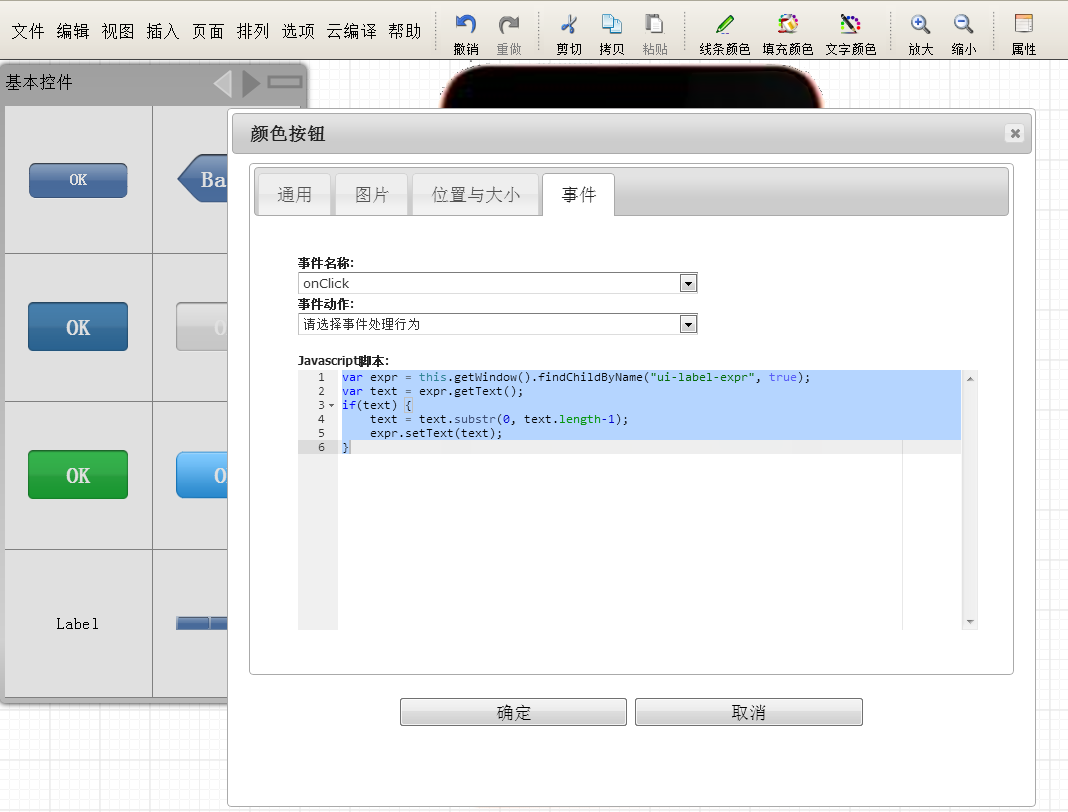 文件 编辑 视图 插入 页面 排列 选项 云编译 帮助
撤销 重做 剪切 拷贝 粘贴 线条颜色 填充颜色 文字颜色 放大 缩小 属性
基本控件
OK
Ba
OK
O
OK
O
Label
颜色按钮
通用 图片 位置与大小 事件
事件名称:
onClick
事件动作:
请选择事件处理行为
Javascript脚本:
1 var expr = this.getWindow().findChildByName("ui-label-expr", true);
2 var text = expr.getText();
3 if(text) {
4 text = text.substr(0, text.length-1);
5 expr.setText(text);
6 }
确定 取消